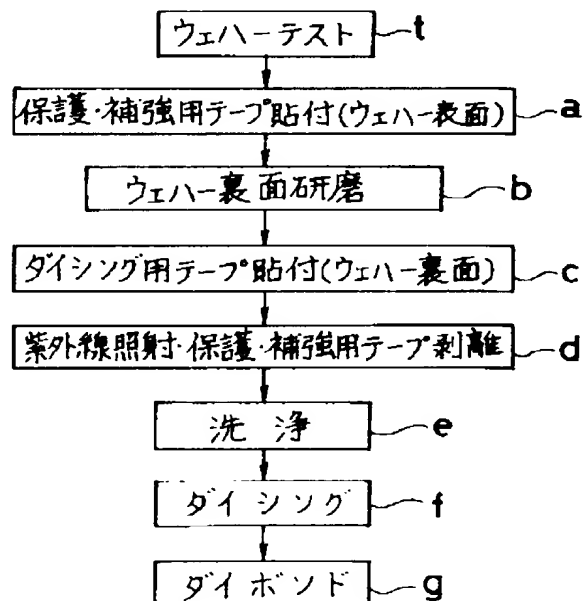 ウェハーテスト t
保護・補強用テープ貼付(ウェハー表面) a
ウェハー裏面研磨 b
ダイシング用テープ貼付(ウェハー裏面) c
紫外線照射・保護・補強用テープ剥離 d
洗浄 e
ダイシング f
ダイボンド g